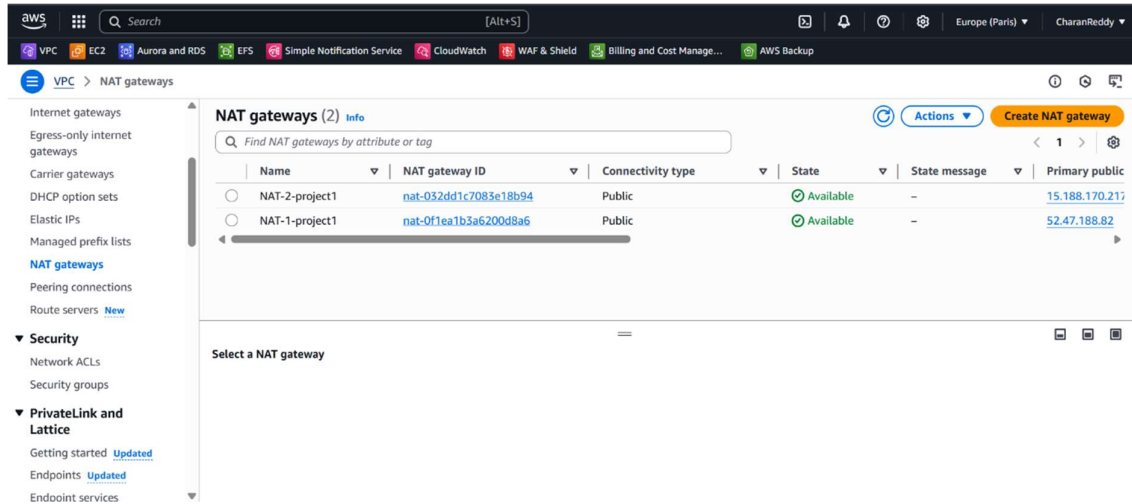 aws Search [Alt+S] Europe (Paris) CharanReddy
VPC EC2 Aurora and RDS EFS Simple Notification Service CloudWatch WAF & Shield Billing and Cost Manage... AWS Backup
VPC > NAT gateways
Internet gateways
Egress-only internet
gateways
Carrier gateways
DHCP option sets
Elastic IPs
Managed prefix lists
NAT gateways
Peering connections
Route servers New
Security
Network ACLs
Security groups
PrivateLink and
Lattice
Getting started Updated
Endpoints Updated
Endpoint services
NAT gateways (2) Info Actions Create NAT gateway
Find NAT gateways by attribute or tag 1
Name NAT gateway ID Connectivity type State State message Primary public
NAT-2-project1 nat-032dd1c7083e18b94 Public Available – 15.188.170.217
NAT-1-project1 nat-0f1ea1b3a6200d8a6 Public Available – 52.47.188.82
Select a NAT gateway